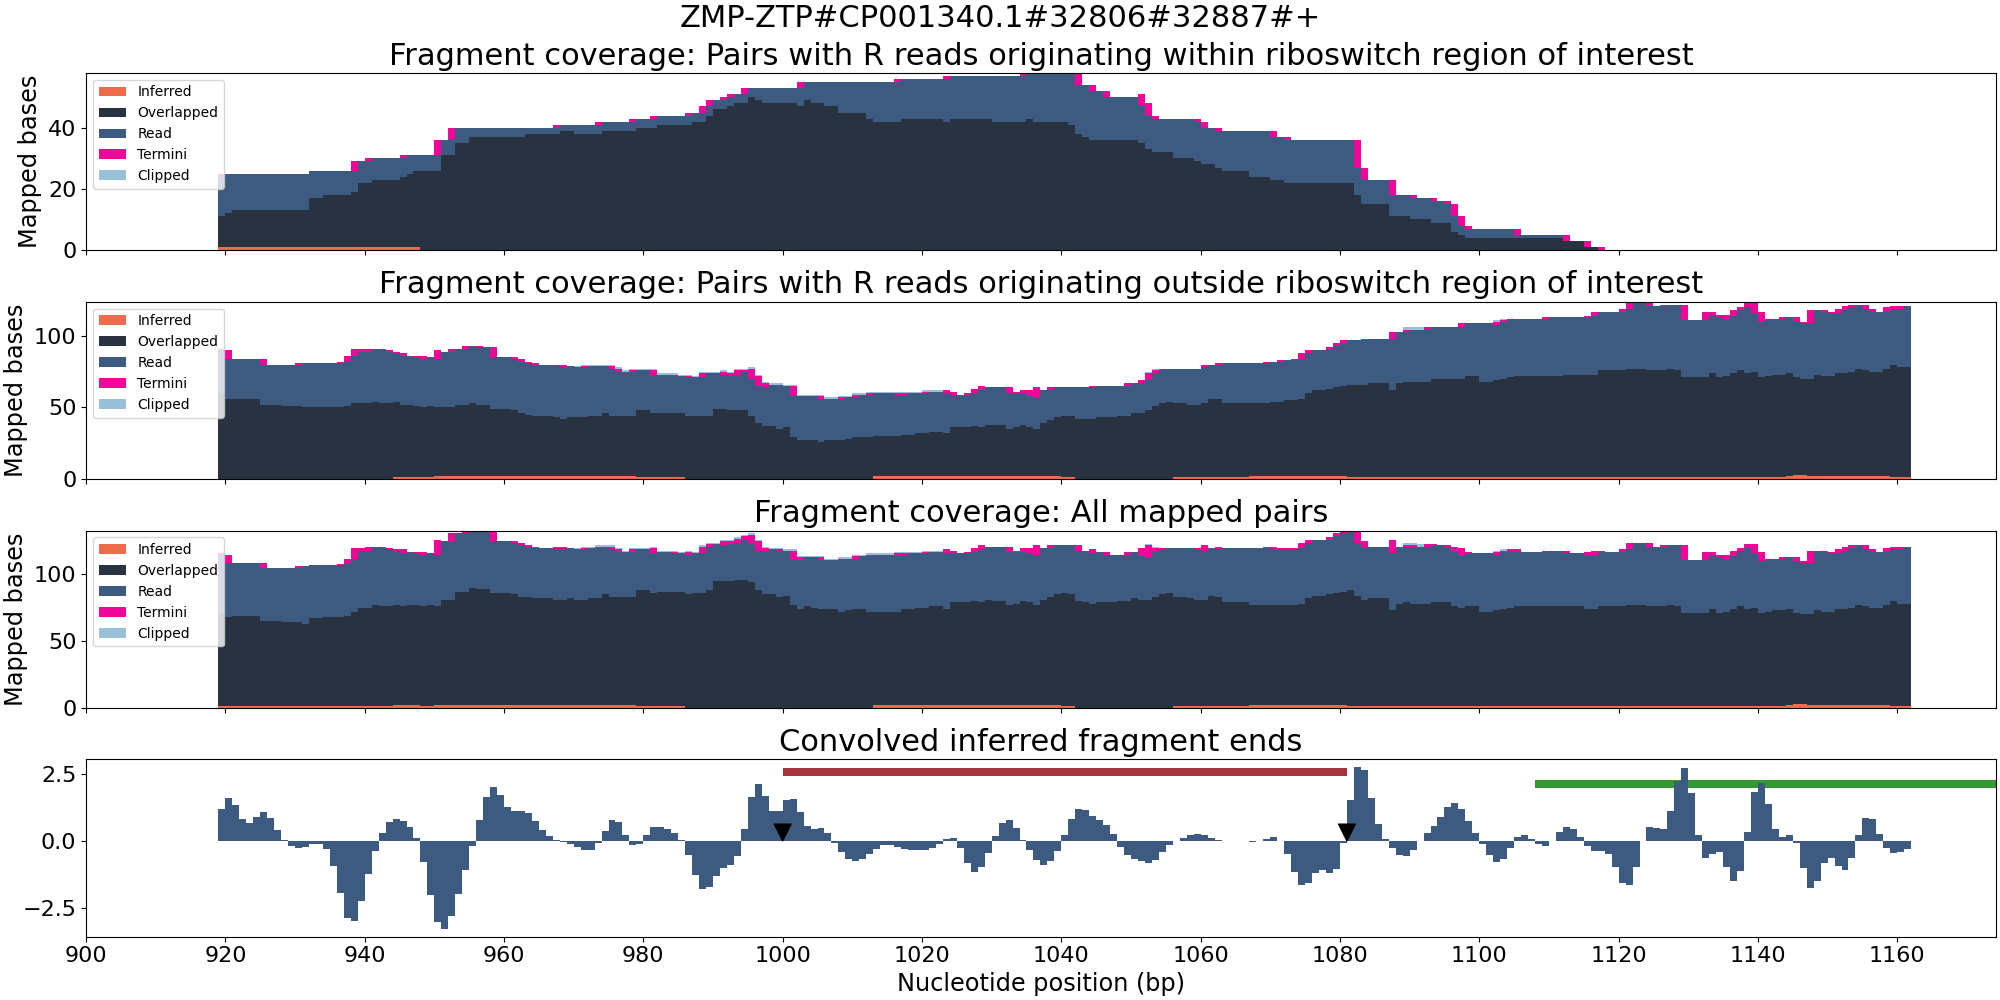 ZMP-ZTP#CP001340.1#32806#32887#+
Fragment coverage: Pairs with R reads originating within riboswitch region of interest
Mapped bases
40
20
0
Inferred
Overlapped
Read
Termini
Clipped
Fragment coverage: Pairs with R reads originating outside riboswitch region of interest
Mapped bases
100
50
0
Inferred
Overlapped
Read
Termini
Clipped
Fragment coverage: All mapped pairs
Mapped bases
100
50
0
Inferred
Overlapped
Read
Termini
Clipped
Convolved inferred fragment ends
2.5
0.0
−2.5
900 920 940 960 980 1000 1020 1040 1060 1080 1100 1120 1140 1160
Nucleotide position (bp)